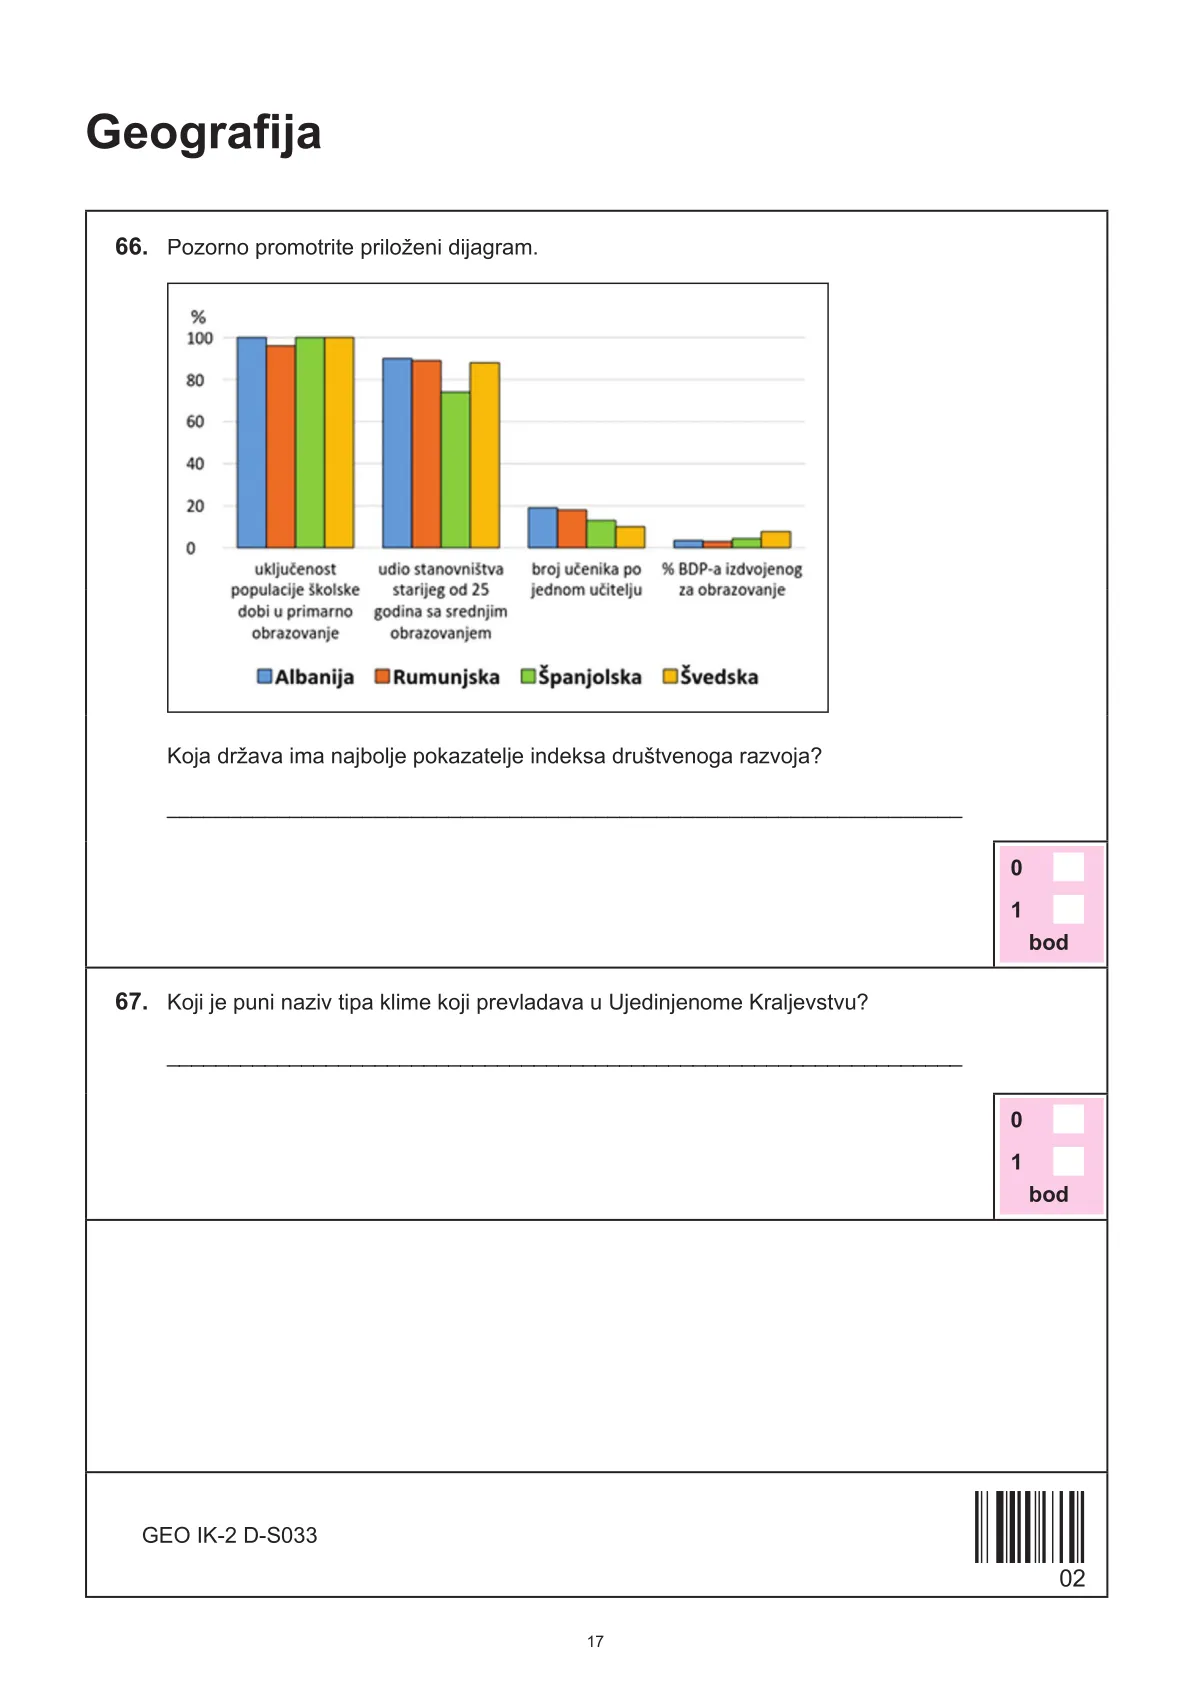 Geografija
66. Pozorno promotrite priloženi dijagram.
%
100
80
60
40
20
0
uključenost populacije školske dobi u primarno obrazovanje
udio stanovništva starijeg od 25 godina sa srednjim obrazovanjem
broj učenika po jednom učitelju
% BDP-a izdvojenog za obrazovanje
Albanija Rumunjska Španjolska Švedska
Koja država ima najbolje pokazatelje indeksa društvenoga razvoja?
0
1
bod
67. Koji je puni naziv tipa klime koji prevladava u Ujedinjenome Kraljevstvu?
0
1
bod
GEO IK-2 D-S033
02
17